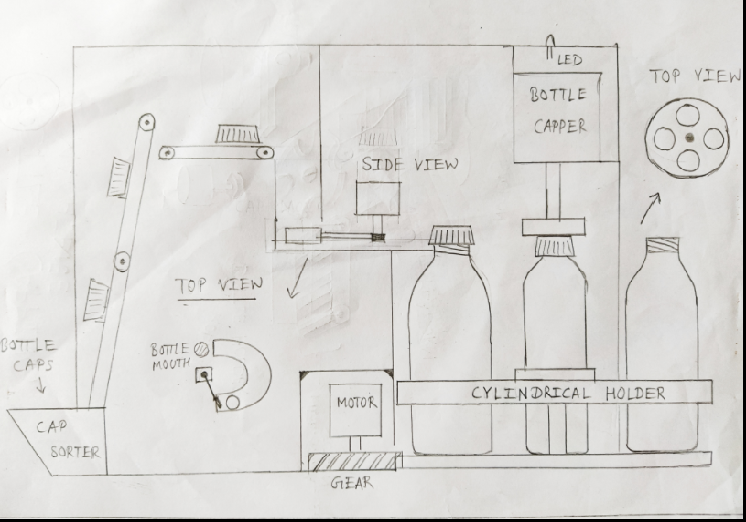 LED
TOP VIEW
BOTTLE
CAPPER
SIDE VIEW
TOP VIEW
BOTTLE
CAPS
BOTTLE
MOUTH
CYLINDRICAL HOLDER
MOTOR
CAP
SORTER
GEAR